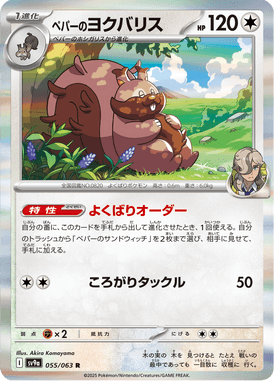 1進化
ペパーのヨクバリス
HP 120
ペパーのホシガリスから進化
全国図鑑 NO.0820 よくばりポケモン 高さ:0.6m 重さ:6.0kg
特性 よくばりオーダー
自分の番に、このカードを手札から出して進化させたとき、1回使える。自分のトラッシュから「ペパーのサンドウィッチ」を2枚まで選び、相手に見せて、手札に加える。
ころがりタックル 50
弱点 ×2 抵抗力 にげる
Illus. Akira Komayama
sv9a 055/063 R
©2025 Pokémon/Nintendo/Creatures/GAME FREAK.